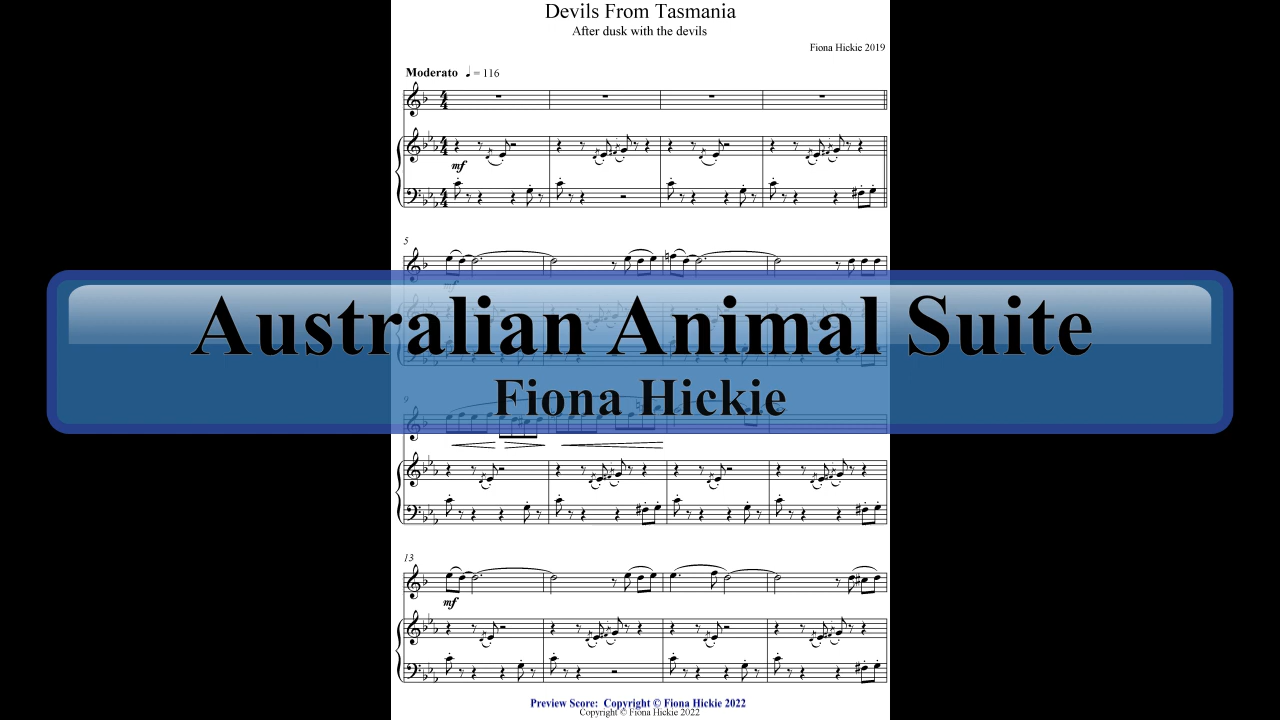 Devils From Tasmania
After dusk with the devils
Fiona Hickie 2019
Moderato ♩ = 116
mf
5
mf
Australian Animal Suite
Fiona Hickie
9
13
mf
Preview Score: Copyright © Fiona Hickie 2022
Copyright © Fiona Hickie 2022